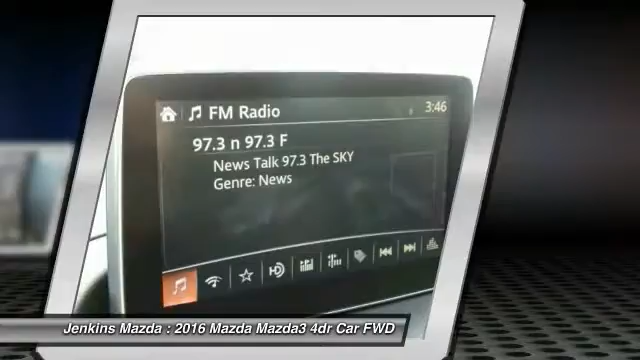 FM Radio
3:46
97.3 n 97.3 F
News Talk 97.3 The SKY
Genre: News
Jenkins Mazda : 2016 Mazda Mazda3 4dr Car FWD